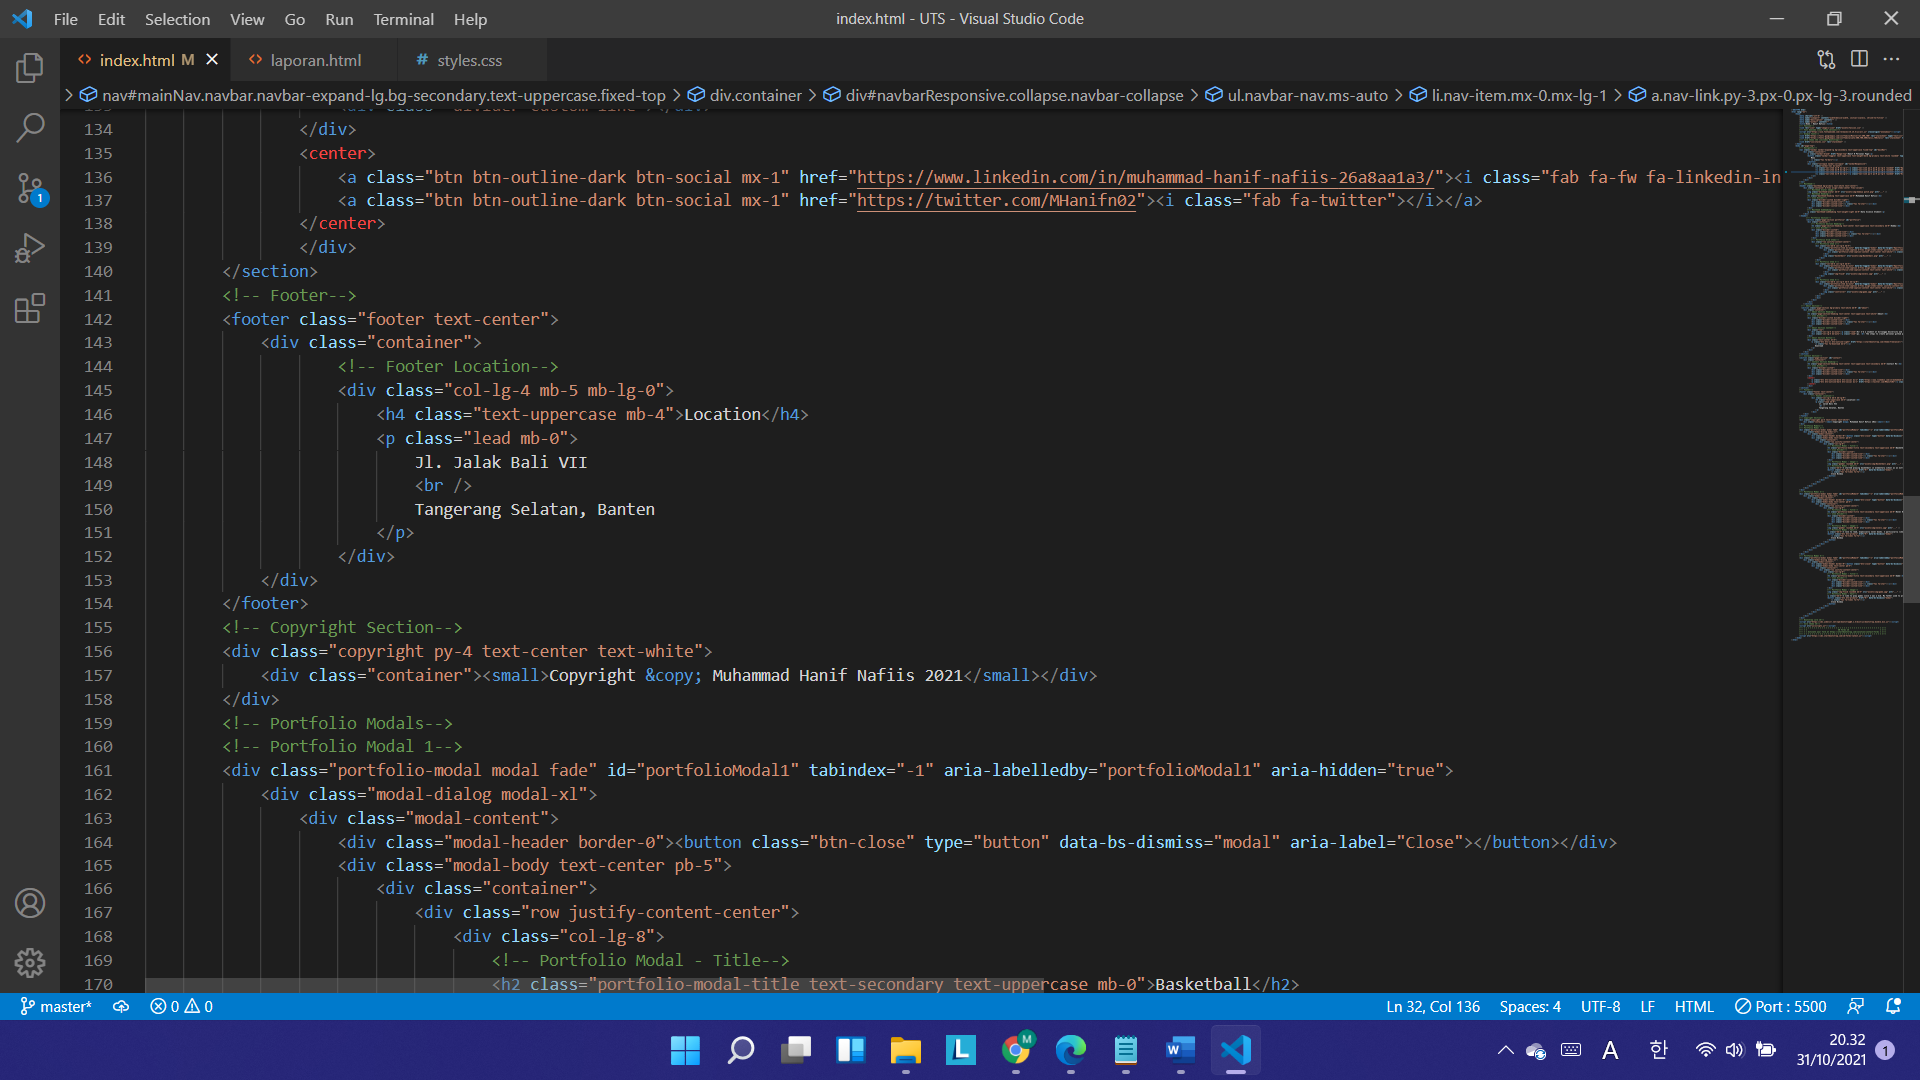 File Edit Selection View Go Run Terminal Help
index.html - UTS - Visual Studio Code
index.html M
laporan.html
# styles.css
nav#mainNav.navbar.navbar-expand-lg.bg-secondary.text-uppercase.fixed-top > div.container > div#navbarResponsive.collapse.navbar-collapse > ul.navbar-nav.ms-auto > li.nav-item.mx-0.mx-lg-1 > a.nav-link.py-3.px-0.px-lg-3.rounded
134 </div>
135 <center>
136 <a class="btn btn-outline-dark btn-social mx-1" href="https://www.linkedin.com/in/muhammad-hanif-nafiis-26a8aa1a3/"><i class="fab fa-fw fa-linkedin-in
137 <a class="btn btn-outline-dark btn-social mx-1" href="https://twitter.com/MHanifn02"><i class="fab fa-twitter"></i></a>
138 </center>
139 </div>
140 </section>
141 <!-- Footer-->
142 <footer class="footer text-center">
143 <div class="container">
144 <!-- Footer Location-->
145 <div class="col-lg-4 mb-5 mb-lg-0">
146 <h4 class="text-uppercase mb-4">Location</h4>
147 <p class="lead mb-0">
148 Jl. Jalak Bali VII
149 <br />
150 Tangerang Selatan, Banten
151 </p>
152 </div>
153 </div>
154 </footer>
155 <!-- Copyright Section-->
156 <div class="copyright py-4 text-center text-white">
157 <div class="container"><small>Copyright &copy; Muhammad Hanif Nafiis 2021</small></div>
158 </div>
159 <!-- Portfolio Modals-->
160 <!-- Portfolio Modal 1-->
161 <div class="portfolio-modal modal fade" id="portfolioModal1" tabindex="-1" aria-labelledby="portfolioModal1" aria-hidden="true">
162 <div class="modal-dialog modal-xl">
163 <div class="modal-content">
164 <div class="modal-header border-0"><button class="btn-close" type="button" data-bs-dismiss="modal" aria-label="Close"></button></div>
165 <div class="modal-body text-center pb-5">
166 <div class="container">
167 <div class="row justify-content-center">
168 <div class="col-lg-8">
169 <!-- Portfolio Modal - Title-->
170 <h2 class="portfolio-modal-title text-secondary text-uppercase mb-0">Basketball</h2>
1
master* 0 0
Ln 32, Col 136 Spaces: 4 UTF-8 LF HTML Port : 5500
L
M
W
A
한
20.32
31/10/2021
1